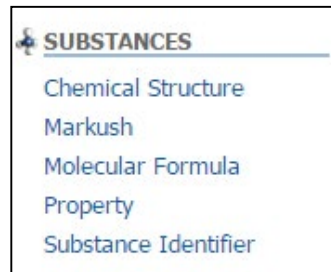 SUBSTANCES
Chemical Structure
Markush
Molecular Formula
Property
Substance Identifier